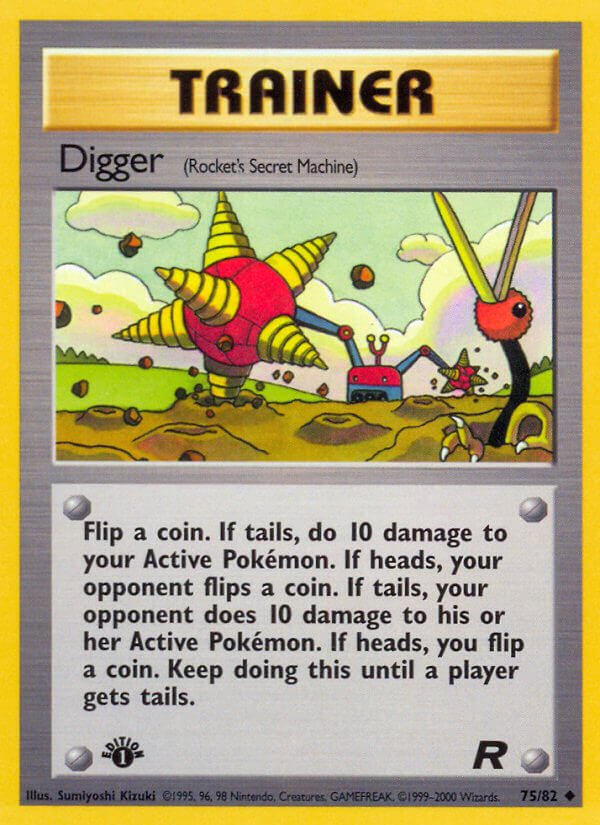 TRAINER
Digger (Rocket's Secret Machine)
Flip a coin. If tails, do 10 damage to
your Active Pokémon. If heads, your
opponent flips a coin. If tails, your
opponent does 10 damage to his or
her Active Pokémon. If heads, you flip
a coin. Keep doing this until a player
gets tails.
EDITION
1
R
Illus. Sumiyoshi Kizuki ©1995, 96, 98 Nintendo, Creatures, GAMEFREAK. ©1999-2000 Wizards. 75/82